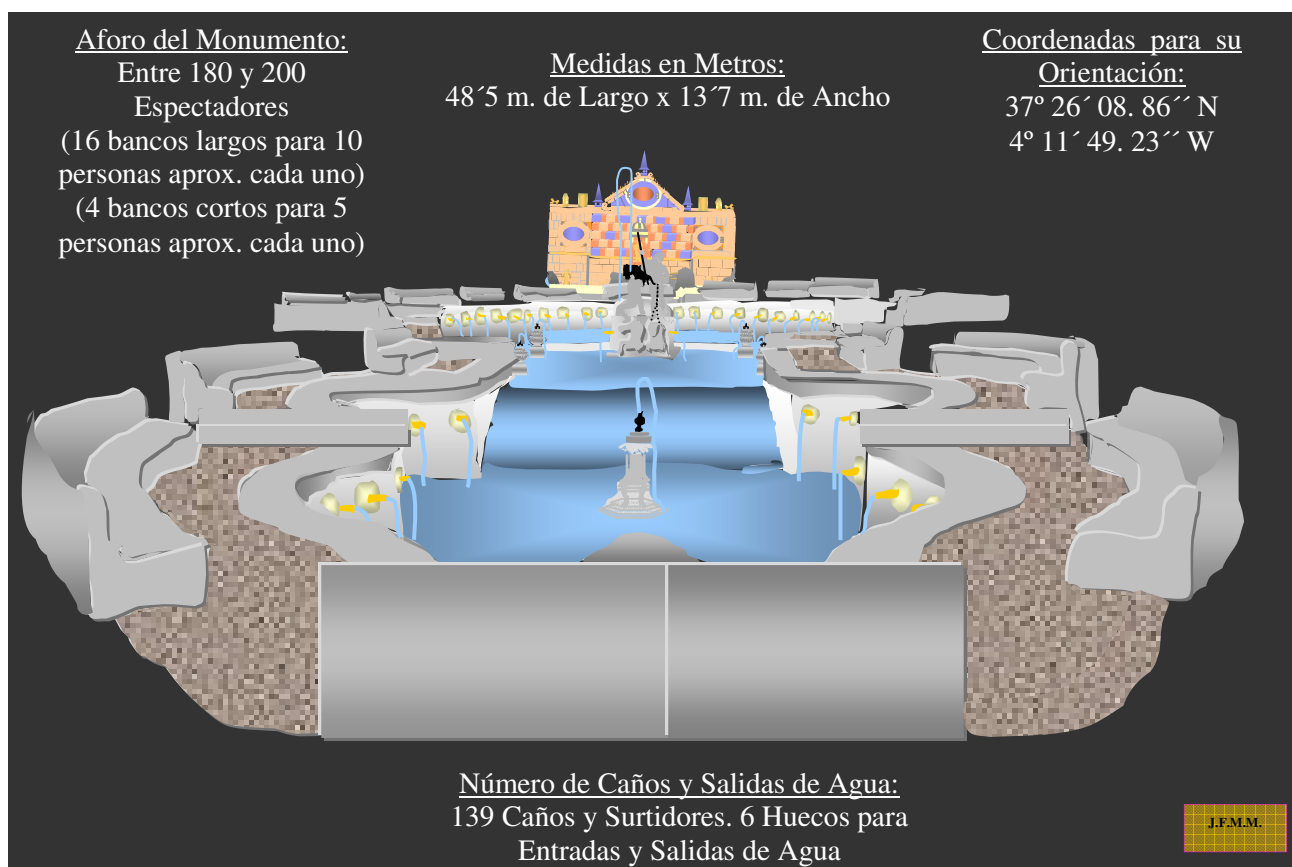 Aforo del Monumento:
Entre 180 y 200
Espectadores
(16 bancos largos para 10
personas aprox. cada uno)
(4 bancos cortos para 5
personas aprox. cada uno)
Medidas en Metros:
48´5 m. de Largo x 13´7 m. de Ancho
Coordenadas para su
Orientación:
37º 26´ 08. 86´´ N
4º 11´ 49. 23´´ W
Número de Caños y Salidas de Agua:
139 Caños y Surtidores. 6 Huecos para
Entradas y Salidas de Agua
J.F.M.M.